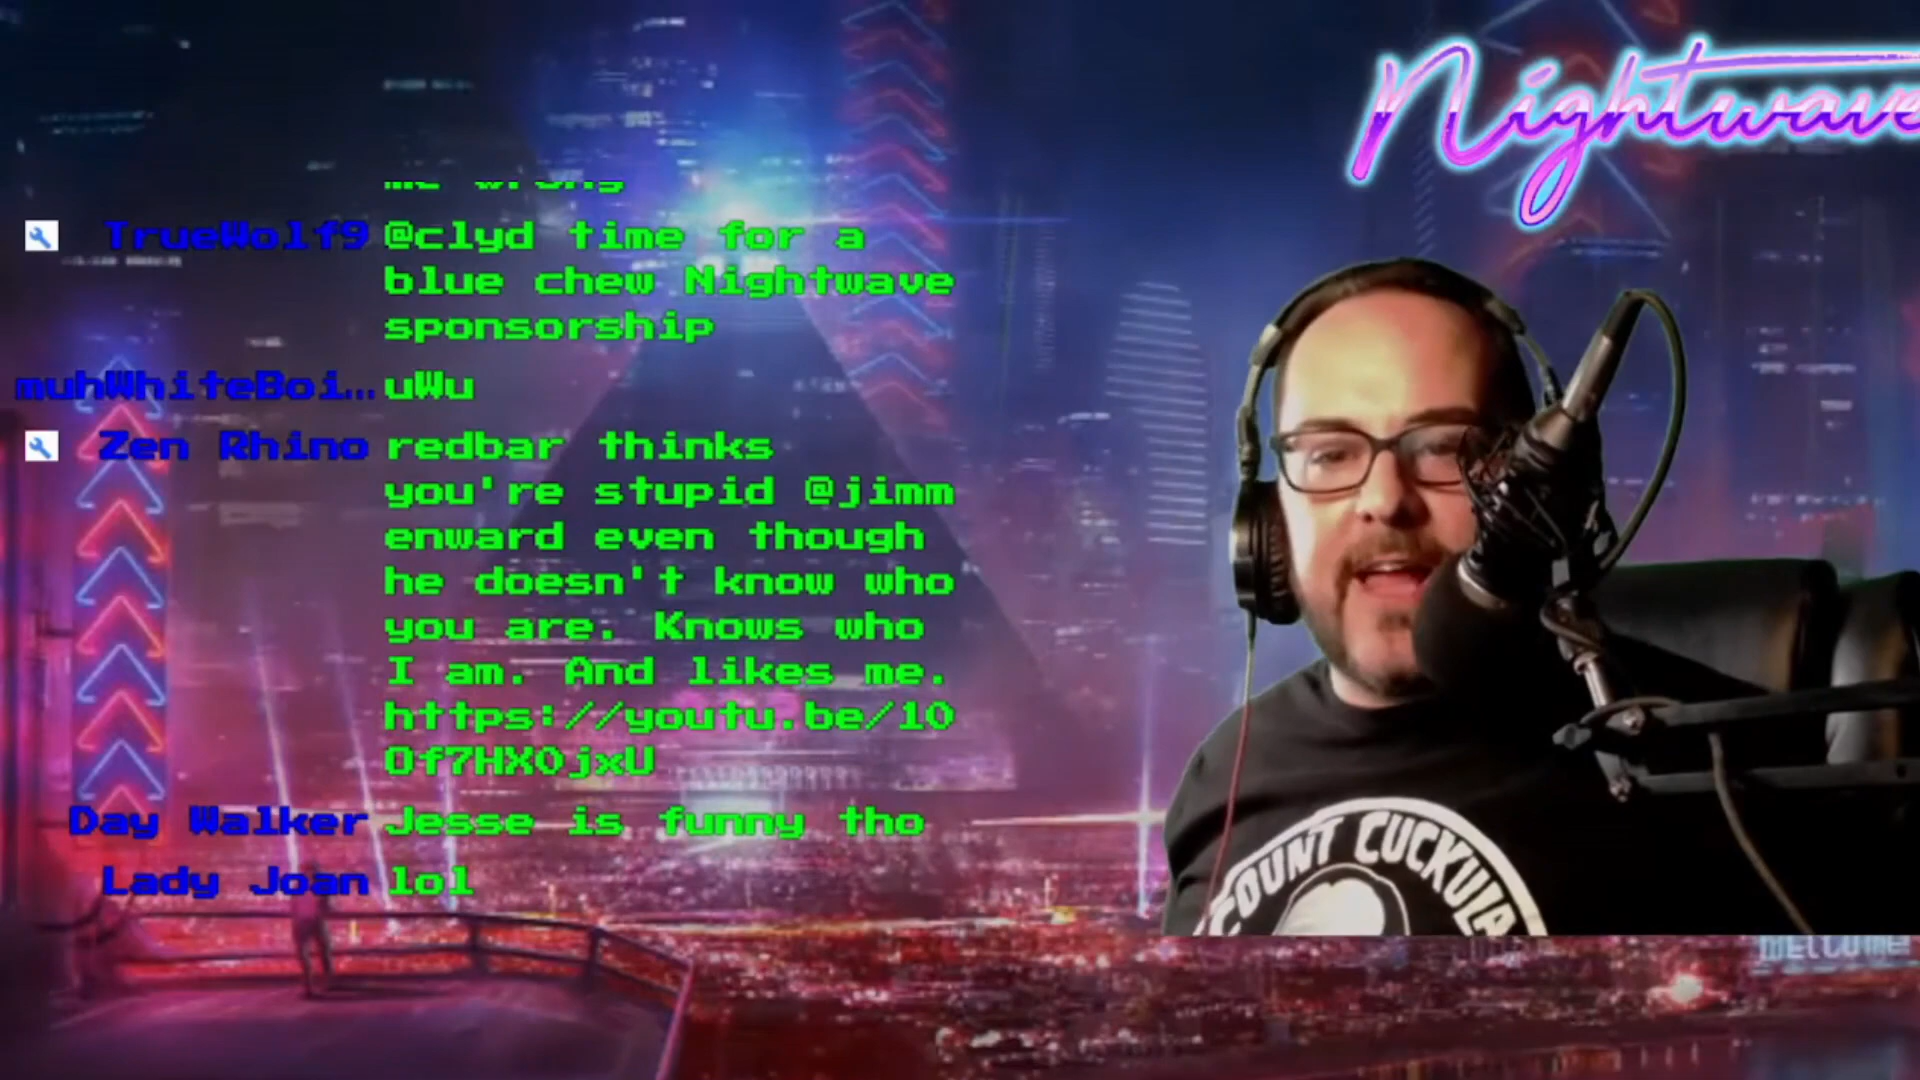 Nightwave
TrueWolf9 @clyd time for a
blue chew Nightwave
sponsorship
muhWhiteBoi... uWu
Zen Rhino redbar thinks
you're stupid @jimm
enward even though
he doesn't know who
you are. Knows who
I am. And likes me.
https://youtu.be/10
Of7HX0jxU
Day Walker Jesse is funny tho
Lady Joan lol
COUNT CUCKULA
WELCOME